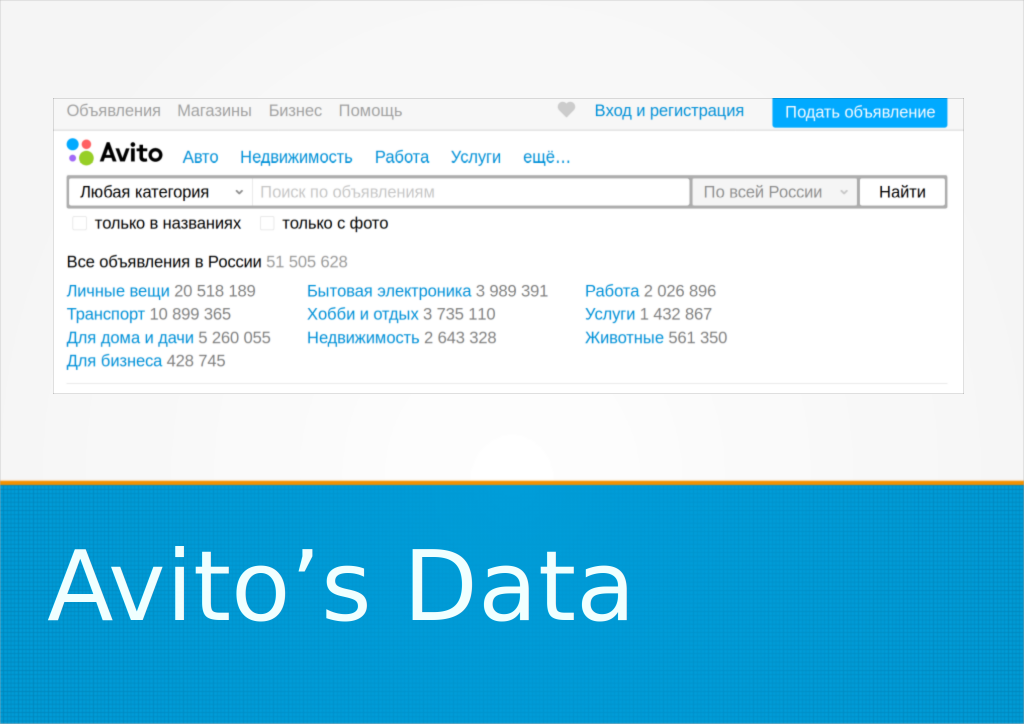 Объявления Магазины Бизнес Помощь Вход и регистрация Подать объявление
Avito Авто Недвижимость Работа Услуги ещё...
Любая категория Поиск по объявлениям По всей России Найти
только в названиях только с фото
Все объявления в России 51 505 628
Личные вещи 20 518 189 Бытовая электроника 3 989 391 Работа 2 026 896
Транспорт 10 899 365 Хобби и отдых 3 735 110 Услуги 1 432 867
Для дома и дачи 5 260 055 Недвижимость 2 643 328 Животные 561 350
Для бизнеса 428 745
Avito’s Data